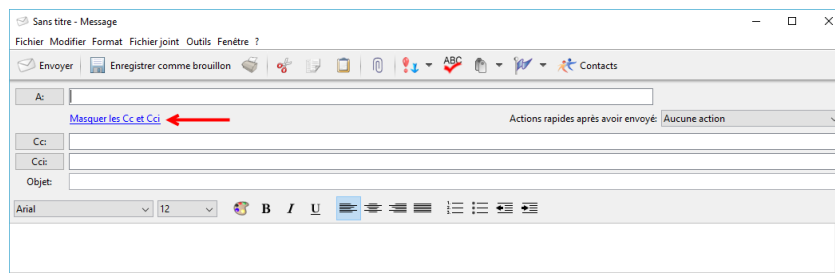 Sans titre - Message
Fichier Modifier Format Fichier joint Outils Fenêtre ?
Envoyer Enregistrer comme brouillon ABC Contacts
A:
Masquer les Cc et Cci Actions rapides après avoir envoyé: Aucune action
Cc:
Cci:
Objet:
Arial 12 B I U